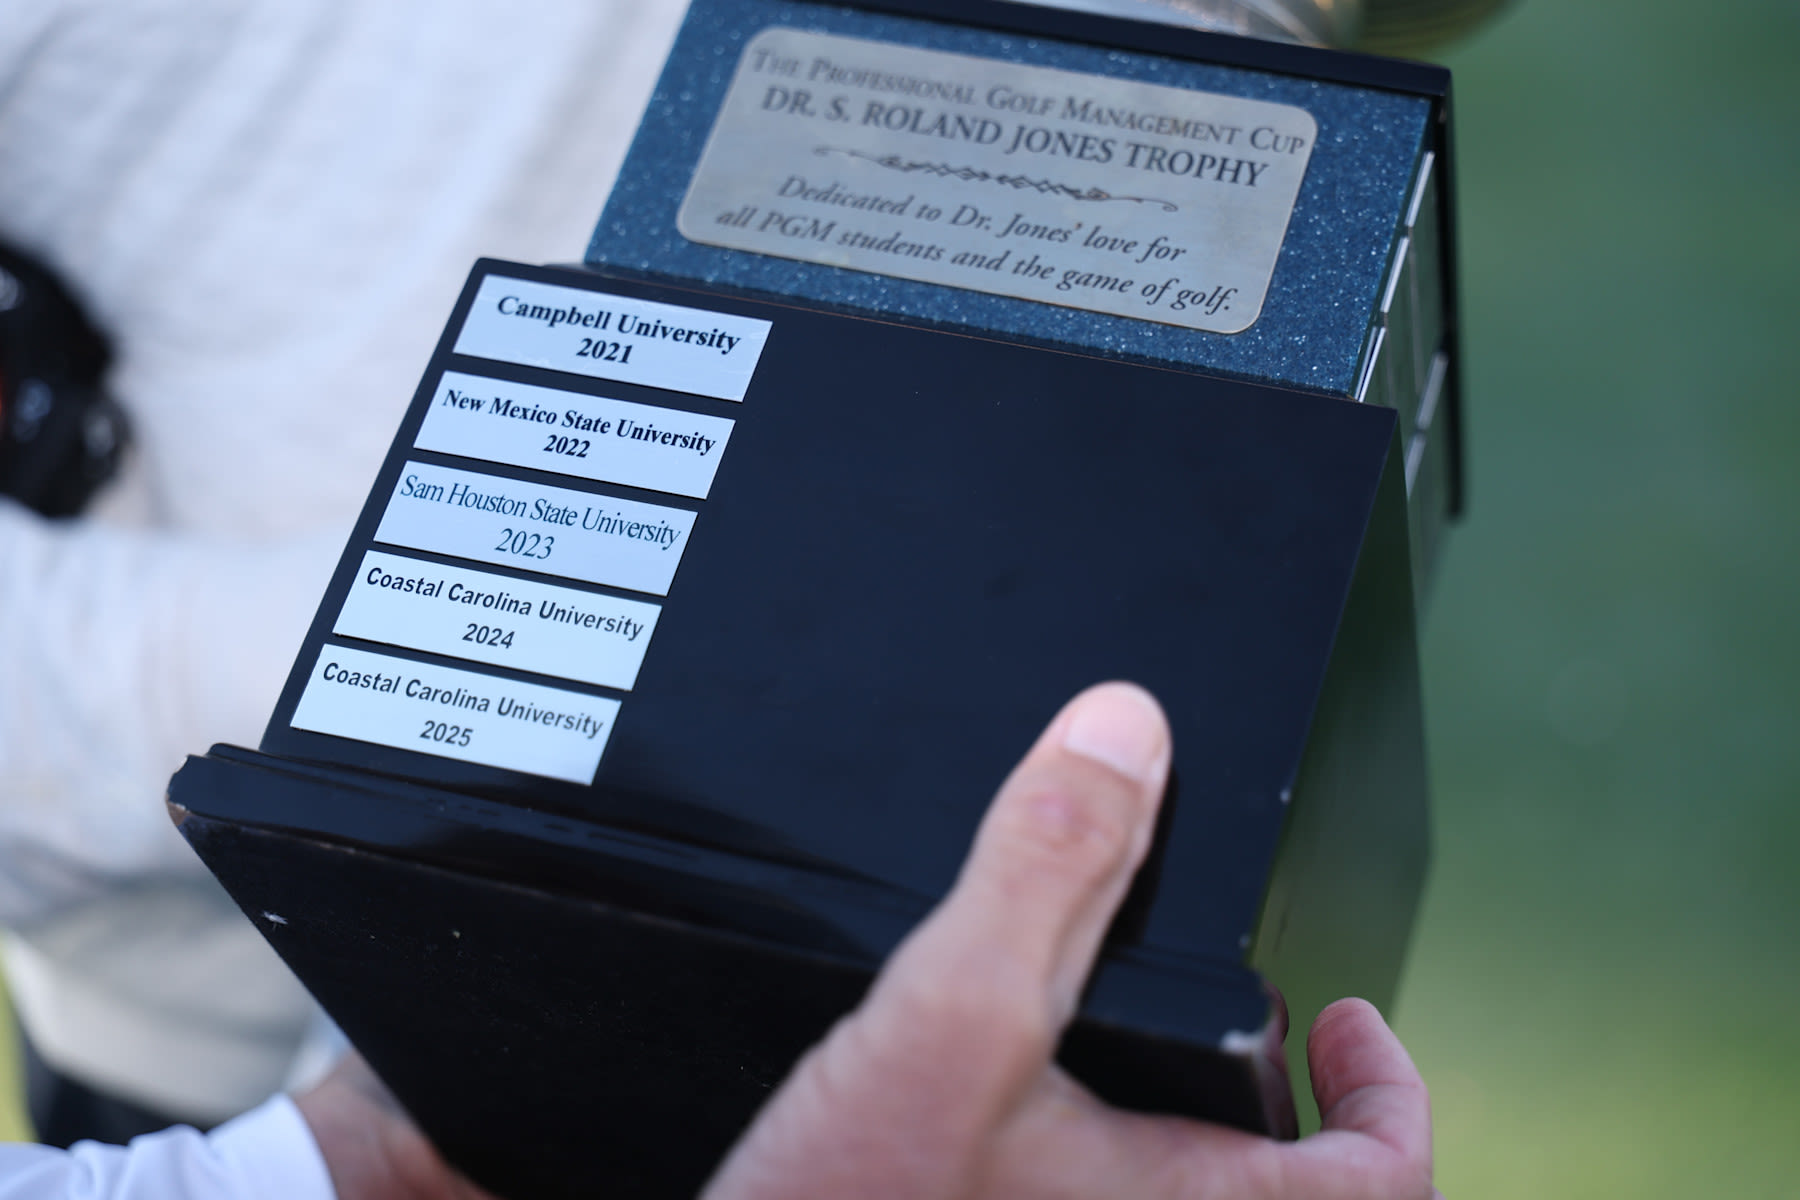 The Professional Golf Management Cup
DR. S. ROLAND JONES TROPHY
Dedicated to Dr. Jones' love for
all PGM students and the game of golf.
Campbell University
2021
New Mexico State University
2022
Sam Houston State University
2023
Coastal Carolina University
2024
Coastal Carolina University
2025